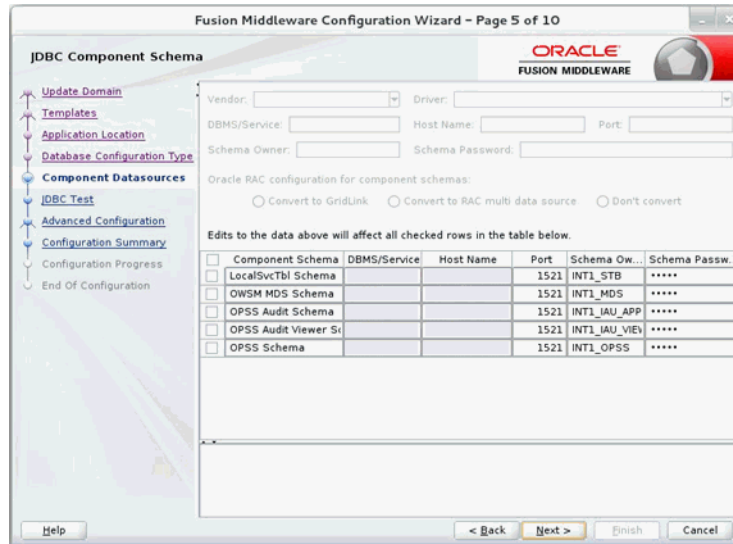 Fusion Middleware Configuration Wizard - Page 5 of 10
JDBC Component Schema
ORACLE
FUSION MIDDLEWARE
Update Domain
Templates
Application Location
Database Configuration Type
Component Datasources
JDBC Test
Advanced Configuration
Configuration Summary
Configuration Progress
End Of Configuration
Vendor: Driver:
DBMS/Service: Host Name: Port:
Schema Owner: Schema Password:
Oracle RAC configuration for component schemas:
Convert to GridLink Convert to RAC multi data source Don't convert
Edits to the data above will affect all checked rows in the table below.
Component Schema DBMS/Service Host Name Port Schema Ow... Schema Passw..
LocalSvcTbl Schema 1521 INT1_STB •••••
OWSM MDS Schema 1521 INT1_MDS •••••
OPSS Audit Schema 1521 INT1_IAU_APP •••••
OPSS Audit Viewer Sc 1521 INT1_IAU_VIEW •••••
OPSS Schema 1521 INT1_OPSS •••••
Help < Back Next > Finish Cancel